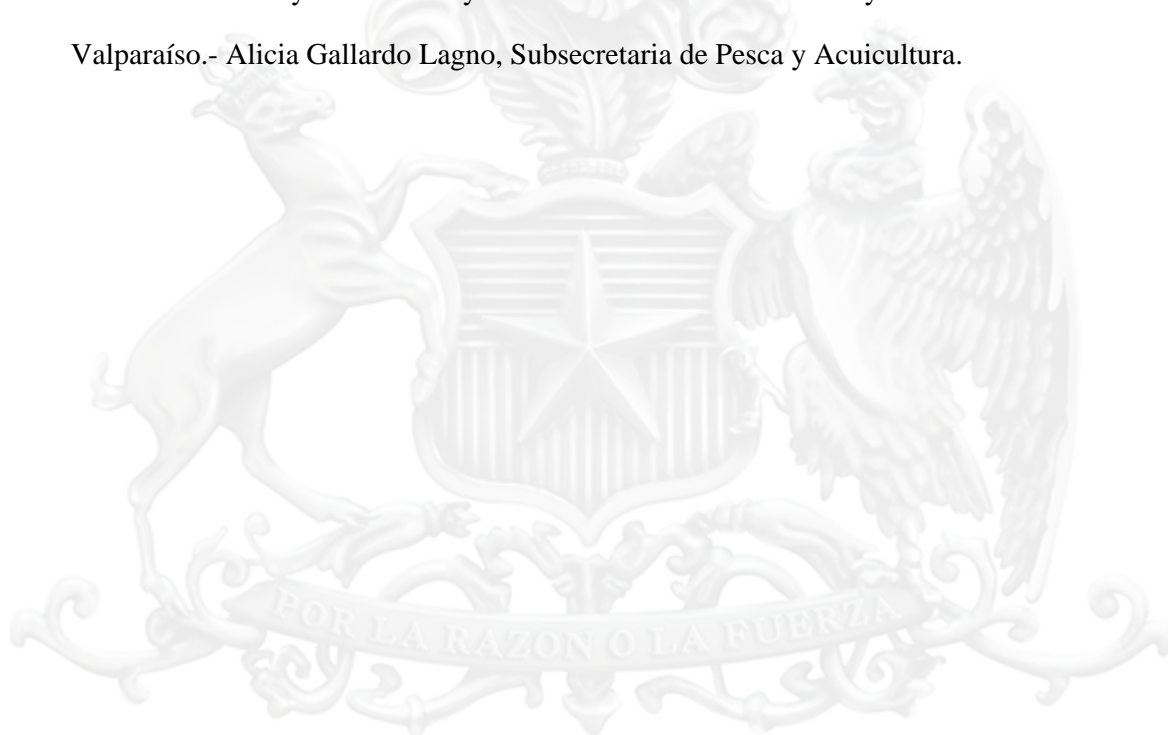 Valparaíso.- Alicia Gallardo Lagno, Subsecretaria de Pesca y Acuicultura.
POR LA RAZON O LA FUERZA